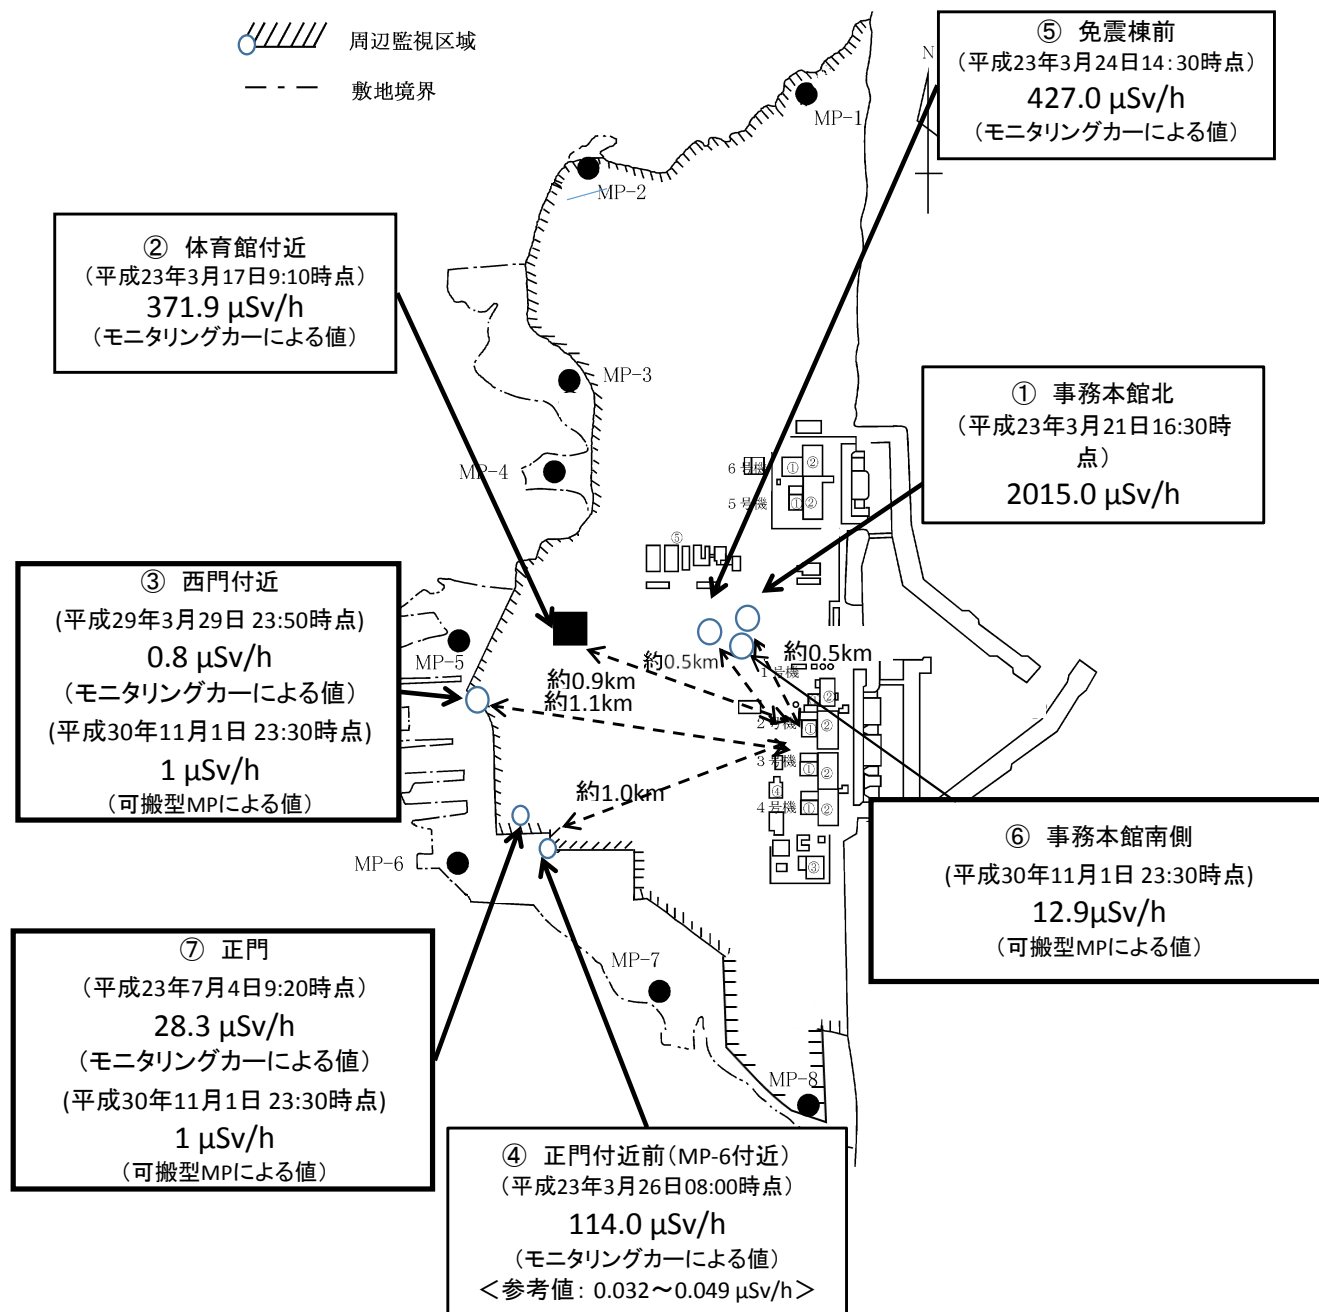 周辺監視区域
敷地境界
⑤ 免震棟前
（平成23年3月24日14:30時点）
427.0 µSv/h
（モニタリングカーによる値）
N
MP-1
MP-2
② 体育館付近
（平成23年3月17日9:10時点）
371.9 µSv/h
（モニタリングカーによる値）
MP-3
① 事務本館北
（平成23年3月21日16:30時
点）
2015.0 µSv/h
MP-4
6号機
①
②
5号機
①
②
⑤
③ 西門付近
(平成29年3月29日 23:50時点)
0.8 µSv/h
（モニタリングカーによる値）
(平成30年11月1日 23:30時点)
1 µSv/h
（可搬型MPによる値）
MP-5
約0.5km
約0.5km
約0.9km
約1.1km
1号機
②
2号機
①
②
3号機
①
②
約1.0km
④
4号機
①
②
③
MP-6
⑥ 事務本館南側
(平成30年11月1日 23:30時点)
12.9µSv/h
（可搬型MPによる値）
⑦ 正門
（平成23年7月4日9:20時点）
28.3 µSv/h
（モニタリングカーによる値）
(平成30年11月1日 23:30時点)
1 µSv/h
（可搬型MPによる値）
MP-7
MP-8
④ 正門付近前（MP-6付近）
（平成23年3月26日08:00時点）
114.0 µSv/h
（モニタリングカーによる値）
＜参考値: 0.032～0.049 µSv/h＞